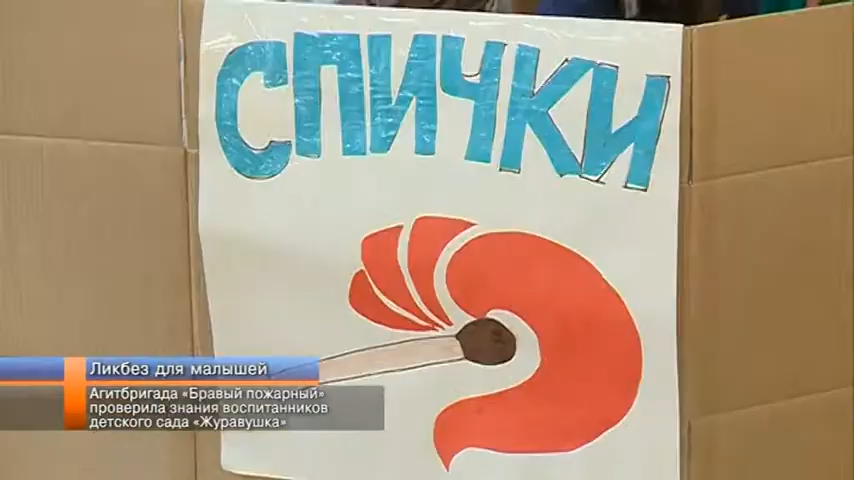 СПИЧКИ
Ликбез для малышей
Агитбригада «Бравый пожарный»
проверила знания воспитанников
детского сада «Журавушка»